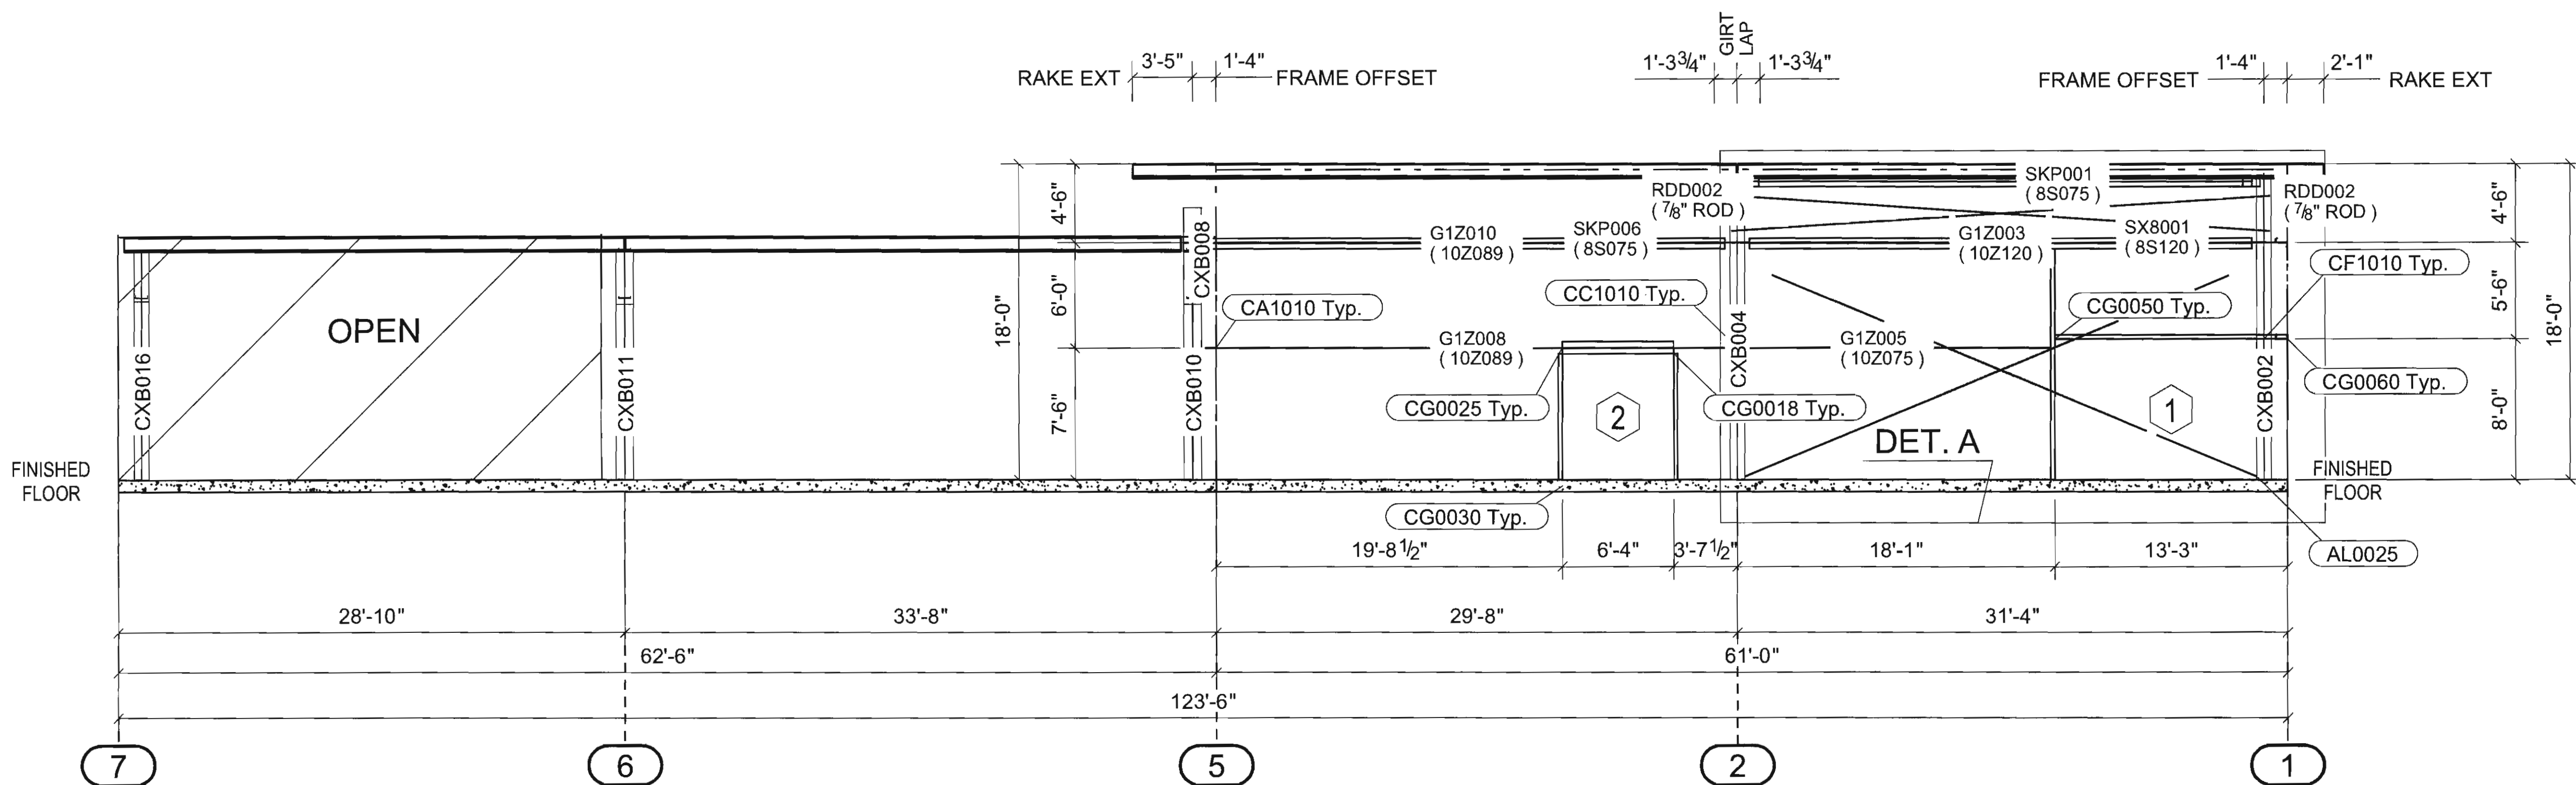 GIRT
LAP
3'-5" 1'-4" 1'-3¾" 1'-3¾" 1'-4" 2'-1"
RAKE EXT FRAME OFFSET FRAME OFFSET RAKE EXT
SKP001
( 8S075 )
RDD002
( ⅞" ROD )
RDD002
( ⅞" ROD )
4'-6"
4'-6"
G1Z010
( 10Z089 )
SKP006
( 8S075 )
G1Z003
( 10Z120 )
SX8001
( 8S120 )
CXB008
CF1010 Typ.
CC1010 Typ.
CA1010 Typ.
CG0050 Typ.
18'-0"
6'-0"
5'-6"
18'-0"
OPEN
G1Z008
( 10Z089 )
G1Z005
( 10Z075 )
CXB016
CXB011
CXB010
CXB004
CXB002
CG0060 Typ.
7'-6"
8'-0"
CG0025 Typ.
2
CG0018 Typ.
1
DET. A
FINISHED
FLOOR
FINISHED
FLOOR
CG0030 Typ.
AL0025
19'-8½" 6'-4" 3'-7½" 18'-1" 13'-3"
28'-10" 33'-8" 29'-8" 31'-4"
62'-6" 61'-0"
123'-6"
7 6 5 2 1